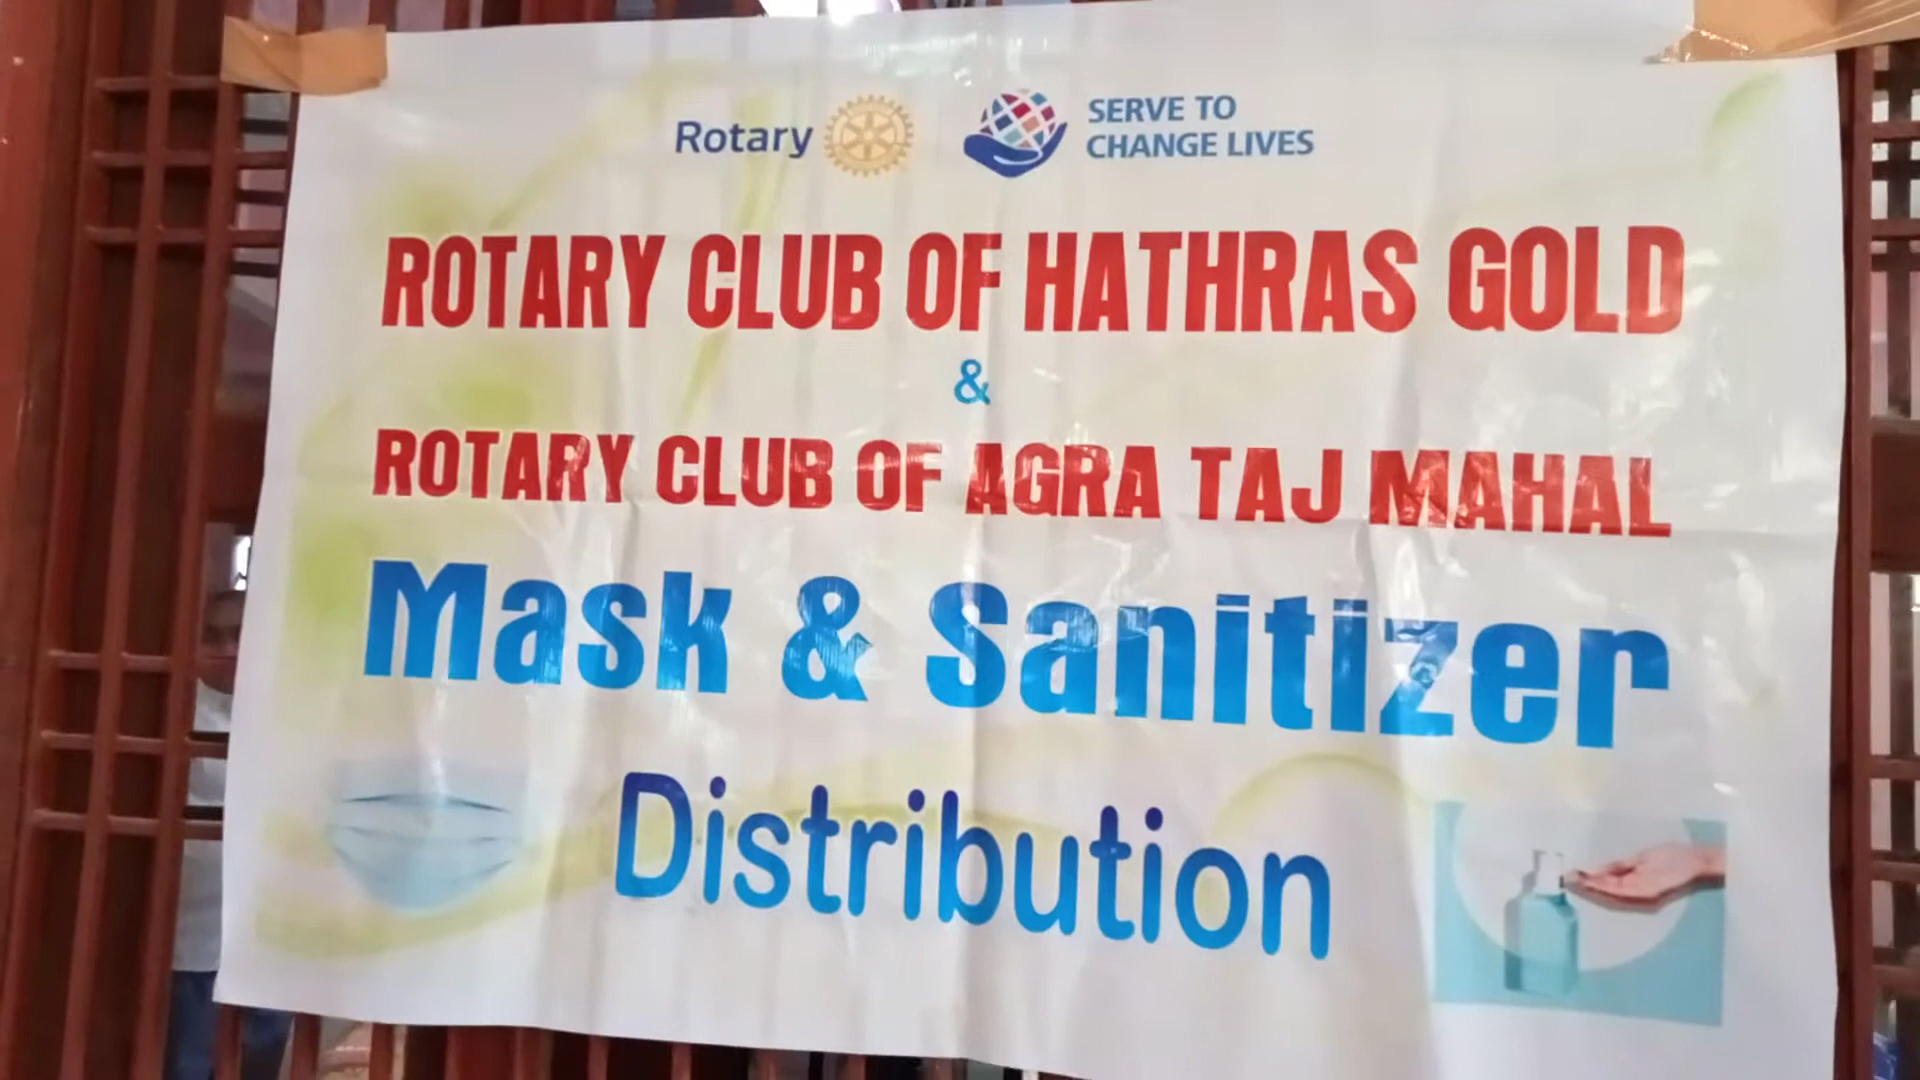 Rotary
SERVE TO
CHANGE LIVES
ROTARY CLUB OF HATHRAS GOLD
&
ROTARY CLUB OF AGRA TAJ MAHAL
Mask & Sanitizer
Distribution